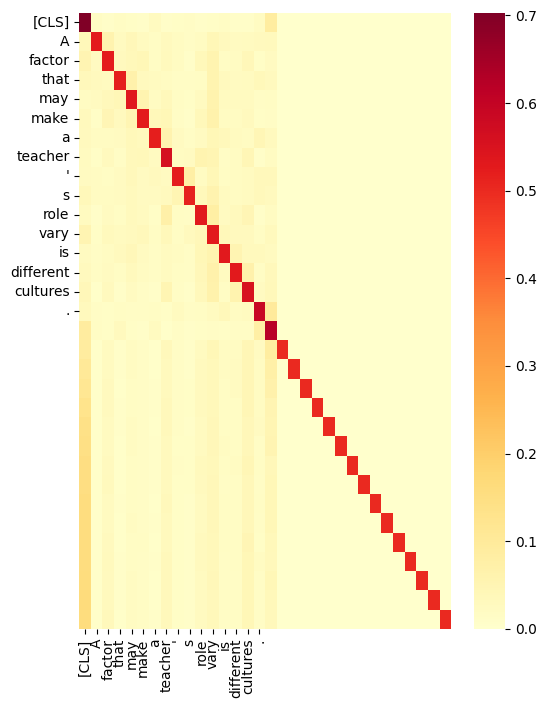 [CLS]
A
factor
that
may
make
a
teacher
'
s
role
vary
is
different
cultures
.
0.7
0.6
0.5
0.4
0.3
0.2
0.1
0.0
[CLS]
A
factor
that
may
make
a
teacher
'
s
role
vary
is
different
cultures
.